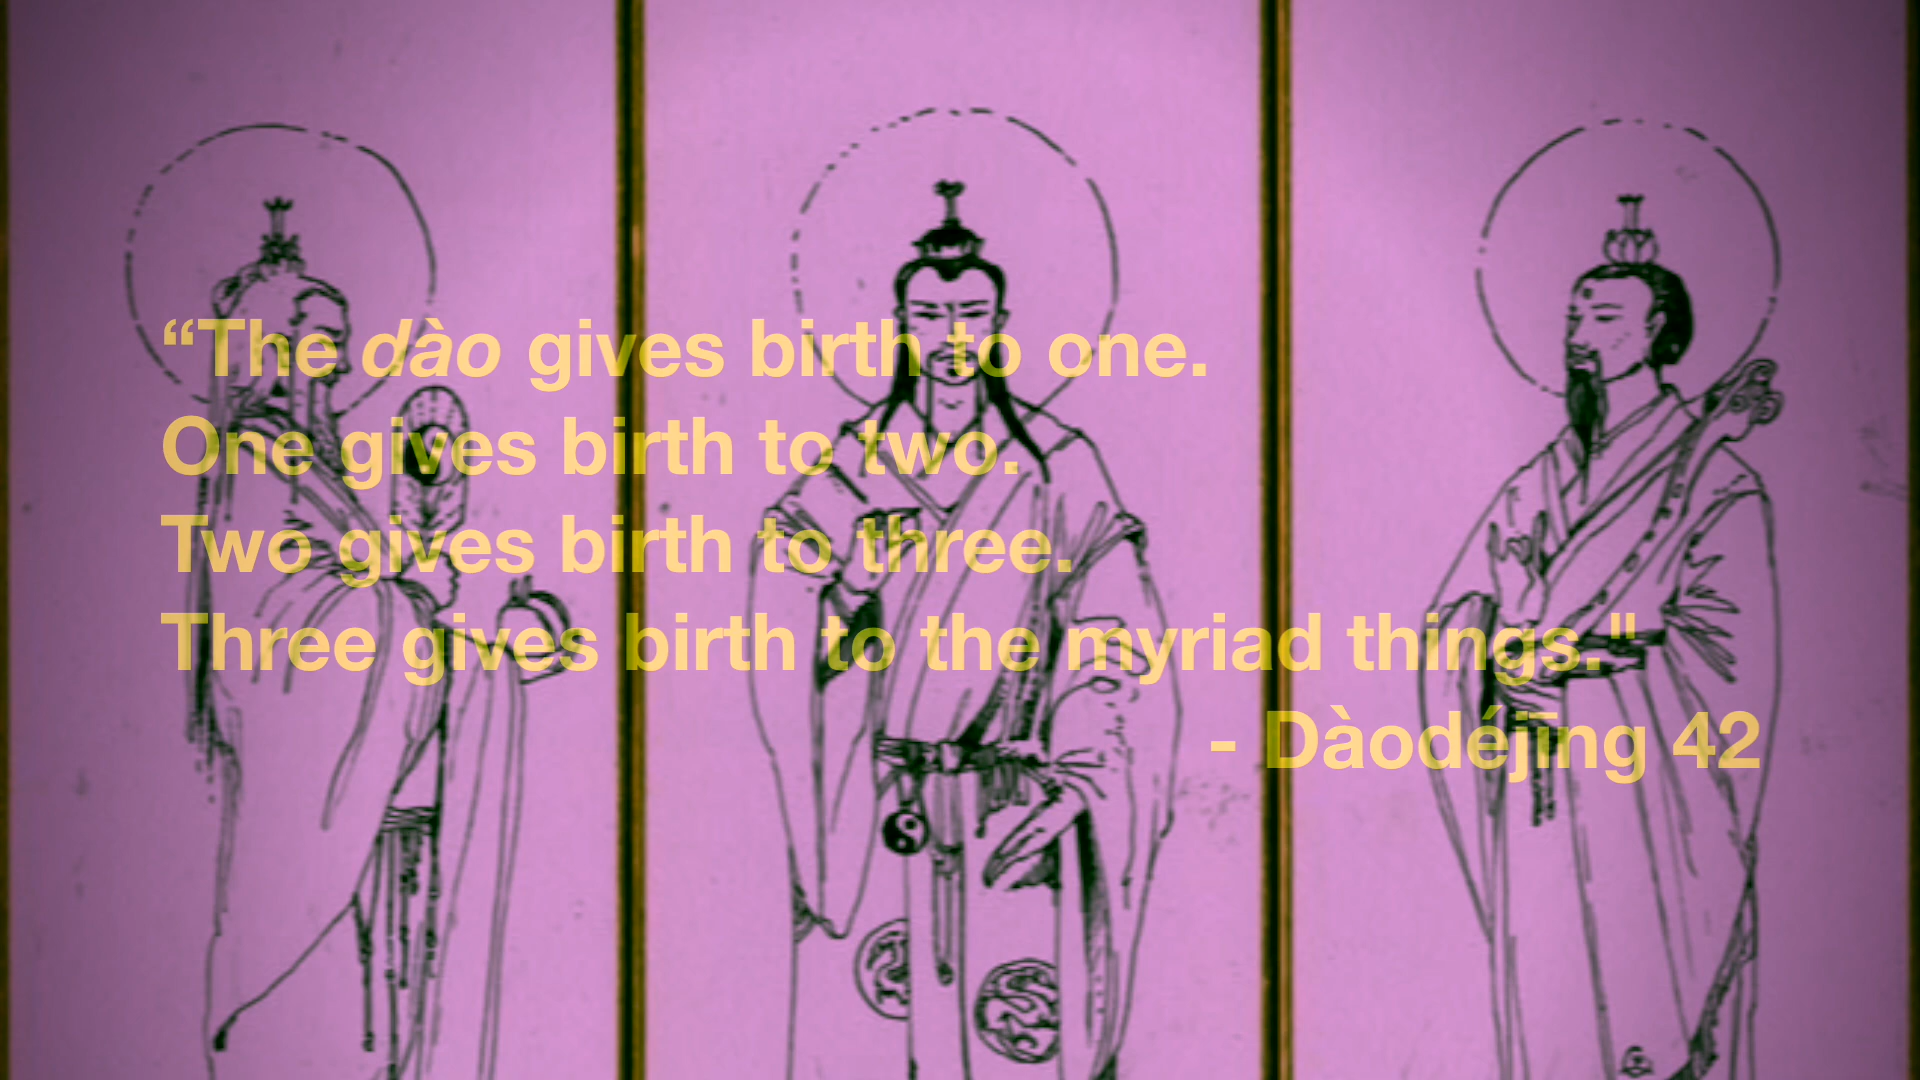 “The dào gives birth to one.
One gives birth to two.
Two gives birth to three.
Three gives birth to the myriad things."
- Dàodéjīng 42